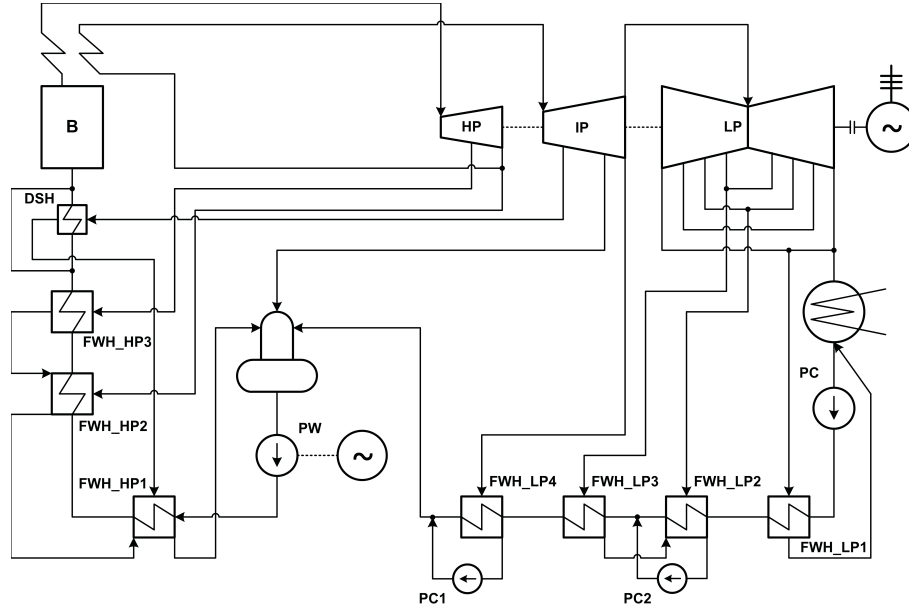 B
HP
IP
LP
~
DSH
FWH_HP3
PC
FWH_HP2
PW
~
FWH_HP1
FWH_LP4
FWH_LP3
FWH_LP2
FWH_LP1
PC1
PC2